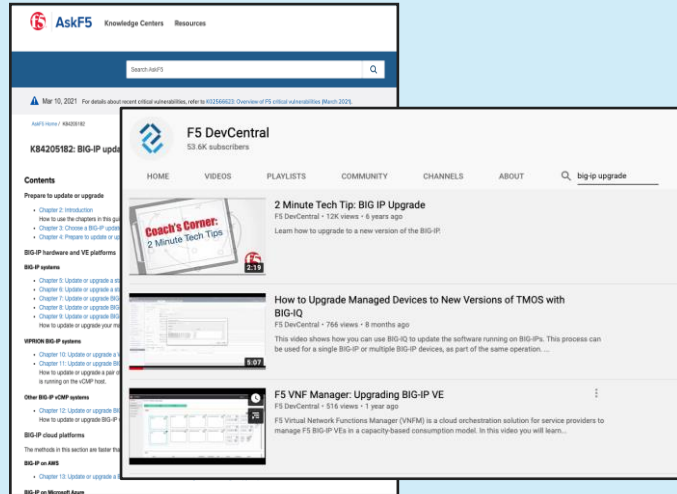 f5 AskF5 Knowledge Centers Resources
Search AskF5
Mar 10, 2021 For details about recent critical vulnerabilities, refer to K02566623: Overview of F5 critical vulnerabilities (March 2021).
AskF5 Home / K84205182
K84205182: BIG-IP upda
Contents
Prepare to update or upgrade
• Chapter 2: Introduction
How to use the chapters in this gui
• Chapter 3: Choose a BIG-IP updat
• Chapter 4: Prepare to update or up
BIG-IP hardware and VE platforms
BIG-IP systems
• Chapter 5: Update or upgrade a sta
• Chapter 6: Update or upgrade a sta
• Chapter 7: Update or upgrade BIG
• Chapter 8: Update or upgrade BIG
• Chapter 9: Update or upgrade BIG
How to update or upgrade your m
VIPRION BIG-IP systems
• Chapter 10: Update or upgrade a V
• Chapter 11: Update or upgrade BI
How to update or upgrade a pair o
is running on the vCMP host.
Other BIG-IP vCMP systems
• Chapter 12: Update or upgrade BI
How to update or upgrade BIG-IP
BIG-IP cloud platforms
The methods in this section are faster tha
BIG-IP on AWS
• Chapter 13: Update or upgrade a B
BIG-IP on Microsoft Azure
F5 DevCentral
53.6K subscribers
HOME VIDEOS PLAYLISTS COMMUNITY CHANNELS ABOUT big-ip upgrade
Coach's Corner:
2 Minute Tech Tips
2:19
2 Minute Tech Tip: BIG IP Upgrade
F5 DevCentral • 12K views • 6 years ago
Learn how to upgrade to a new version of the BIG-IP.
5:07
How to Upgrade Managed Devices to New Versions of TMOS with
BIG-IQ
F5 DevCentral • 766 views • 8 months ago
This video shows how you can use BIG-IQ to update the software running on BIG-IPs. This process can
be used for a single BIG-IP or multiple BIG-IP devices, as part of the same operation. ...
F5 VNF Manager: Upgrading BIG-IP VE
F5 DevCentral • 516 views • 1 year ago
F5 Virtual Network Functions Manager (VNFM) is a cloud orchestration solution for service providers to
manage F5 BIG-IP VEs in a capacity-based consumption model. In this video you will learn...